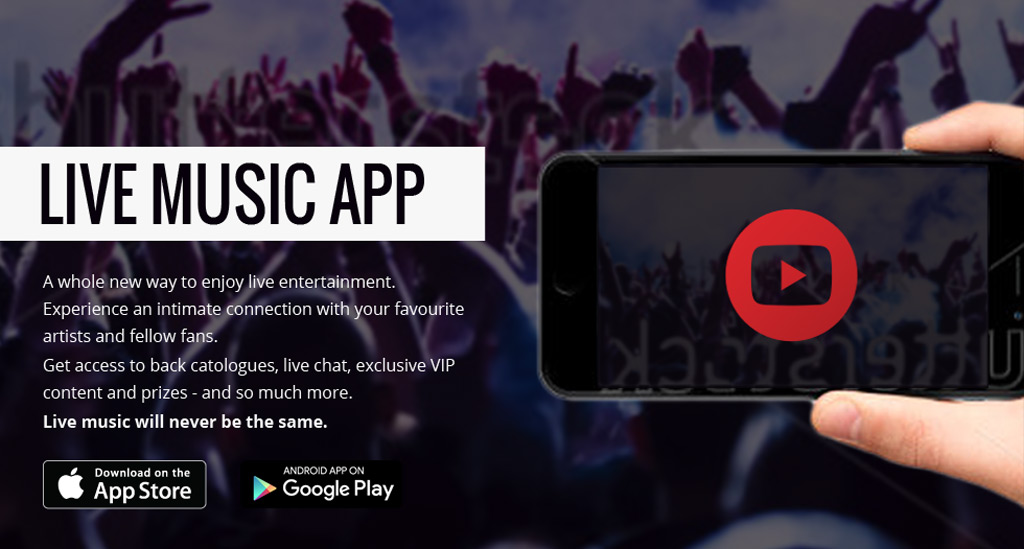 hutterstock
LIVE MUSIC APP
A whole new way to enjoy live entertainment.
Experience an intimate connection with your favourite
artists and fellow fans.
Get access to back catologues, live chat, exclusive VIP
content and prizes - and so much more.
Live music will never be the same.
Download on the
App Store
ANDROID APP ON
Google Play